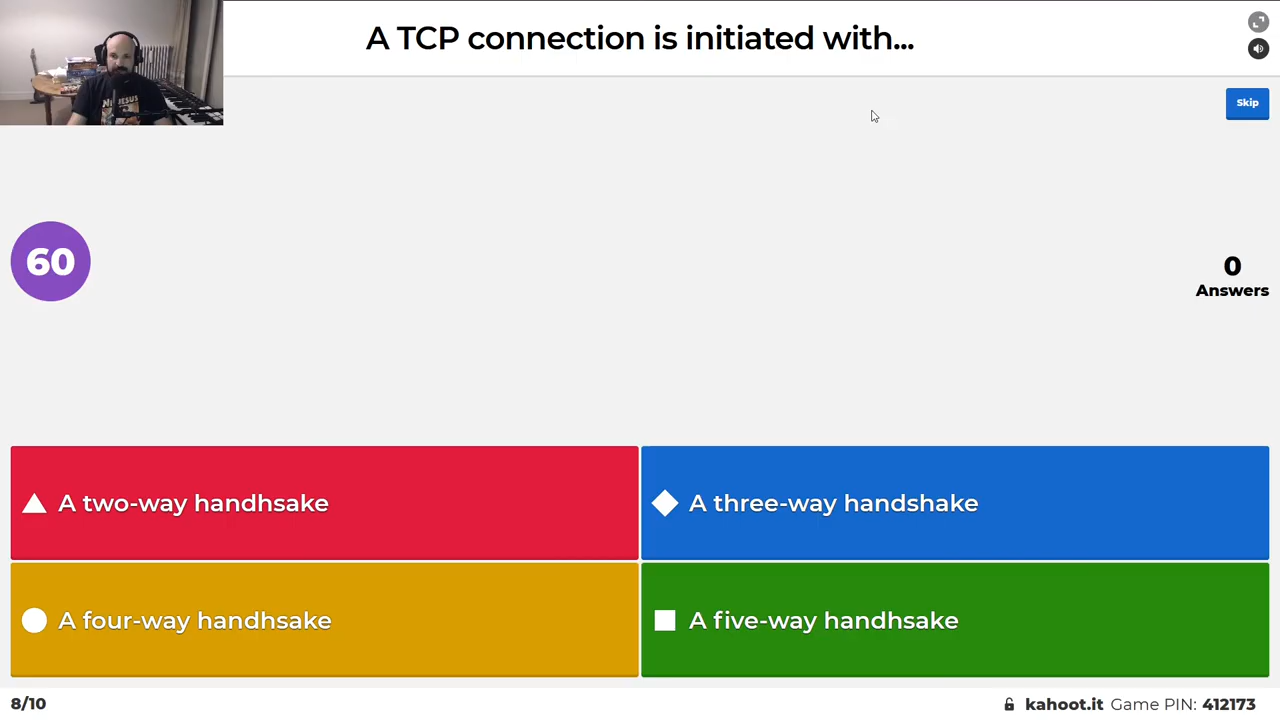 A TCP connection is initiated with...
Skip
60
0
Answers
A two-way handhsake
A three-way handshake
A four-way handhsake
A five-way handhsake
8/10
kahoot.it Game PIN: 412173